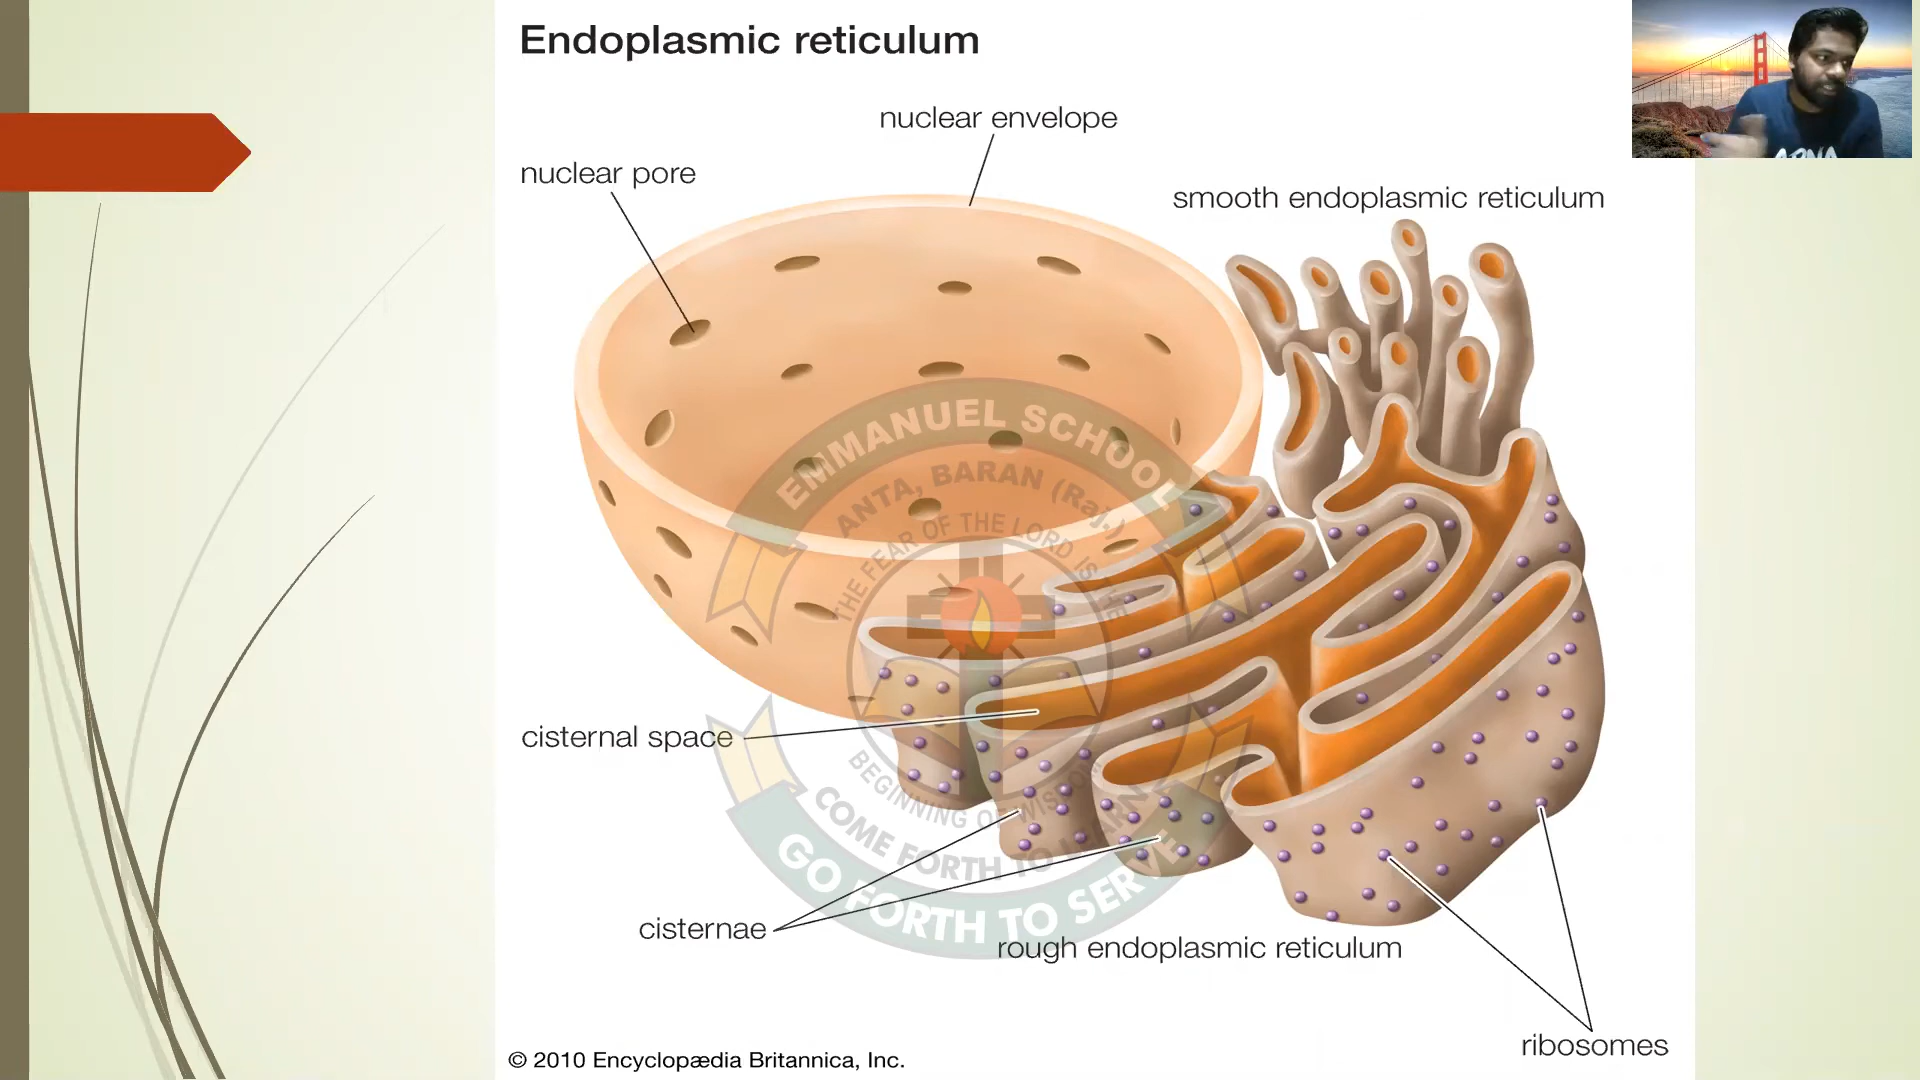 Endoplasmic reticulum
nuclear envelope
nuclear pore
smooth endoplasmic reticulum
EMMANUEL SCHOOL
ANTA, BARAN (Raj.)
THE FEAR OF THE LORD IS THE
cisternal space
BEGINNING OF WISDOM
COME FORTH TO LEARN
GO FORTH TO SERVE
cisternae
rough endoplasmic reticulum
ribosomes
© 2010 Encyclopædia Britannica, Inc.